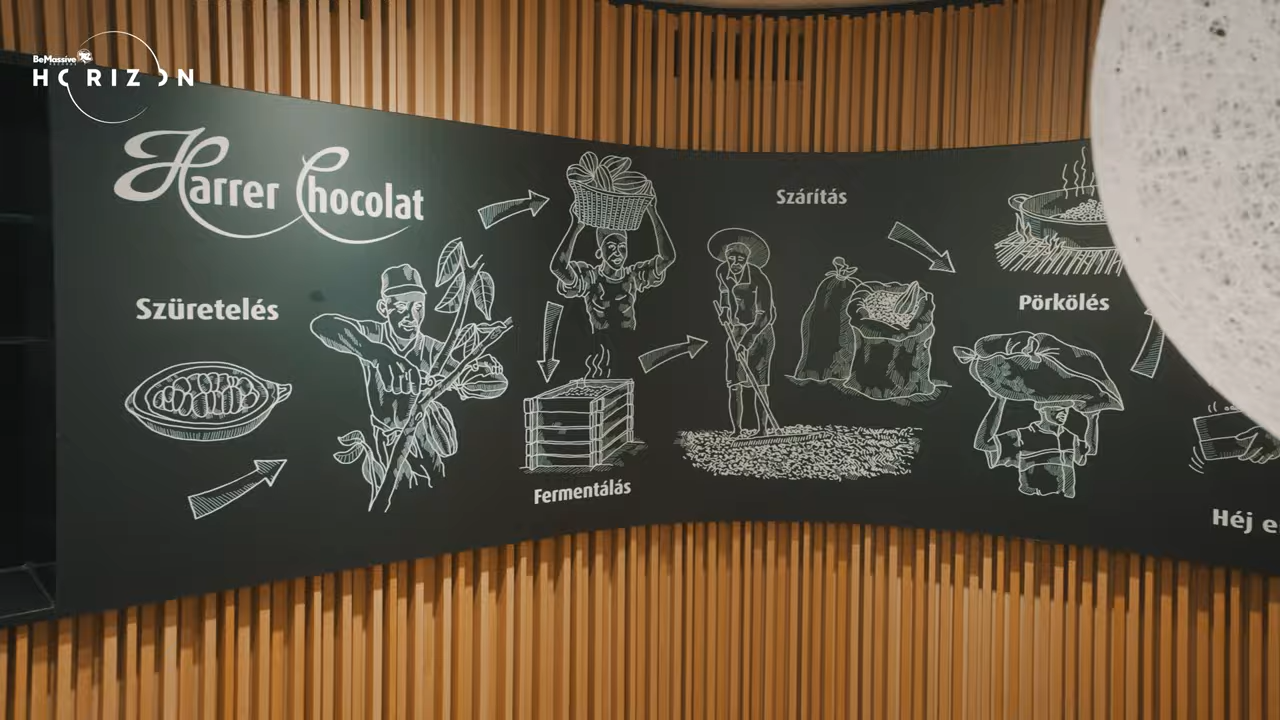 BeMassive
HORIZON
Harrer Chocolat
Szüretelés
Fermentálás
Szárítás
Pörkölés
Héj e